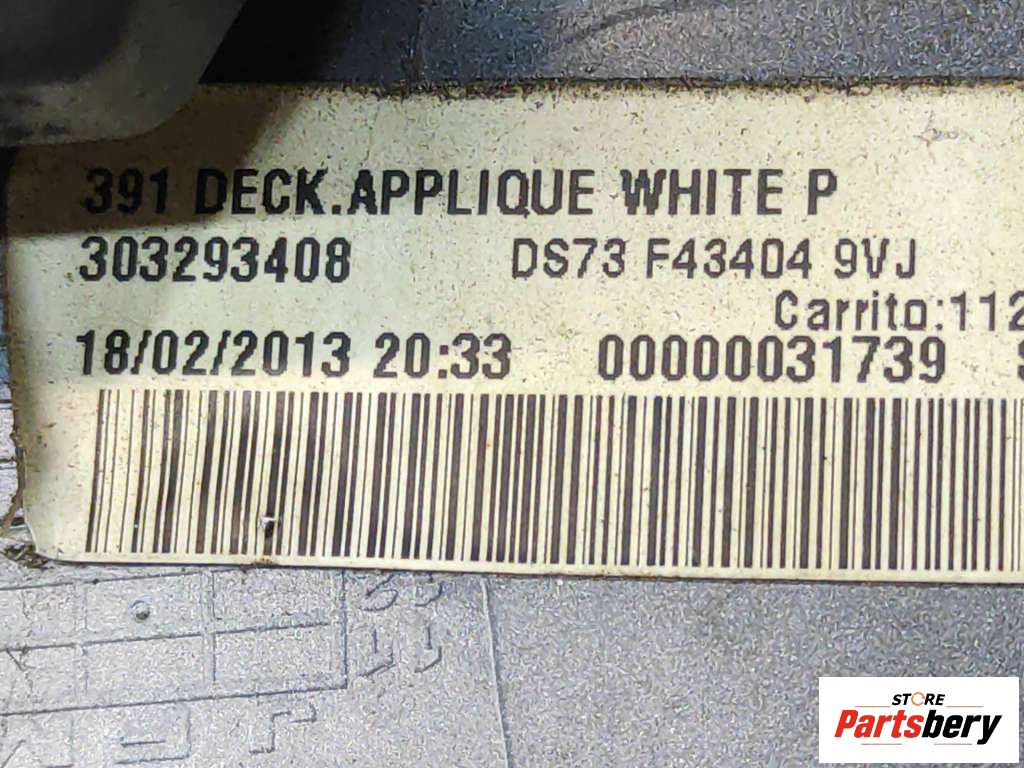 391 DECK.APPLIQUE WHITE P
303293408 DS73 F43404 9VJ
Carrito:112
18/02/2013 20:33 00000031739
STORE
Partsbery